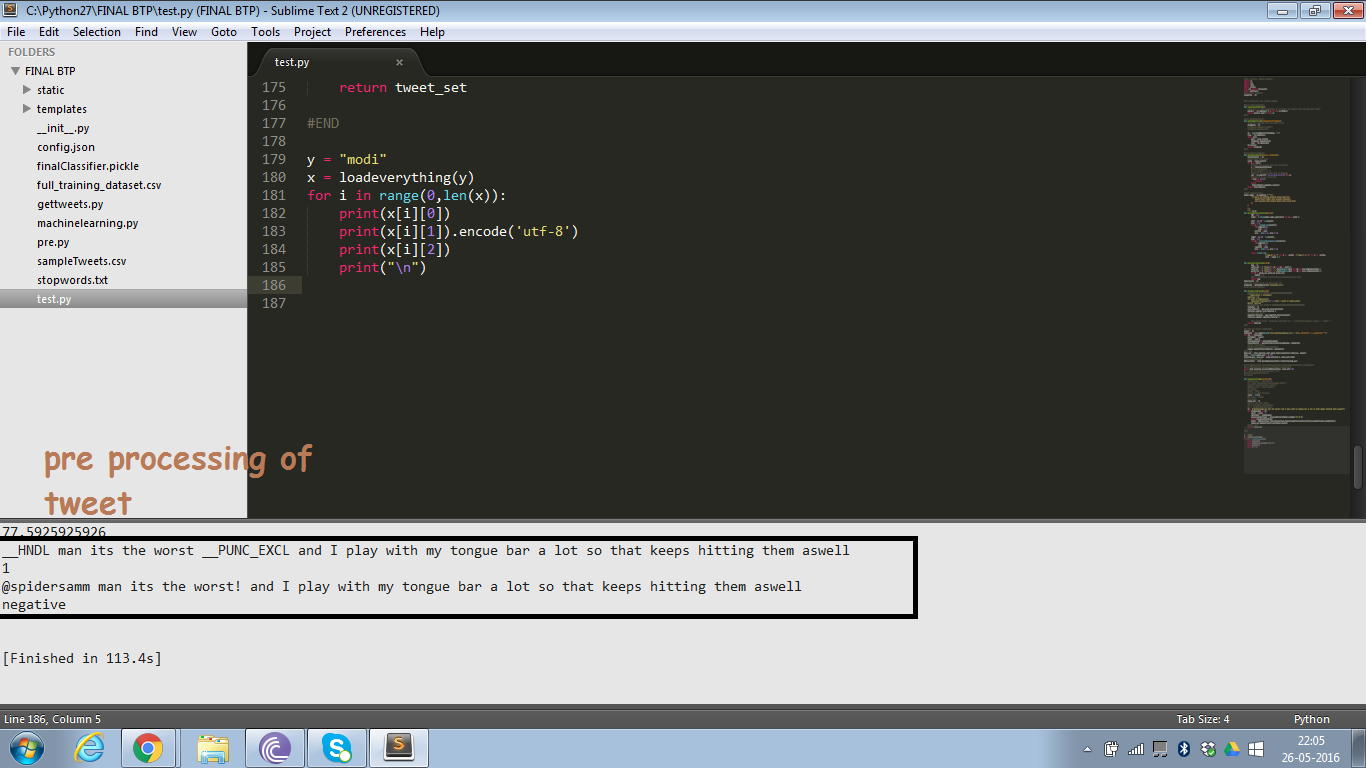 C:\Python27\FINAL BTP\test.py (FINAL BTP) - Sublime Text 2 (UNREGISTERED)
File Edit Selection Find View Goto Tools Project Preferences Help
FOLDERS
FINAL BTP
static
templates
__init__.py
config.json
finalClassifier.pickle
full_training_dataset.csv
gettweets.py
machinelearning.py
pre.py
sampleTweets.csv
stopwords.txt
test.py
test.py ×
175 return tweet_set
176
177 #END
178
179 y = "modi"
180 x = loadeverything(y)
181 for i in range(0,len(x)):
182 print(x[i][0])
183 print(x[i][1]).encode('utf-8')
184 print(x[i][2])
185 print("\n")
186
187
pre processing of
tweet
77.5925925926
__HNDL man its the worst __PUNC_EXCL and I play with my tongue bar a lot so that keeps hitting them aswell
1
@spidersamm man its the worst! and I play with my tongue bar a lot so that keeps hitting them aswell
negative
[Finished in 113.4s]
Line 186, Column 5 Tab Size: 4 Python
22:05
26-05-2016